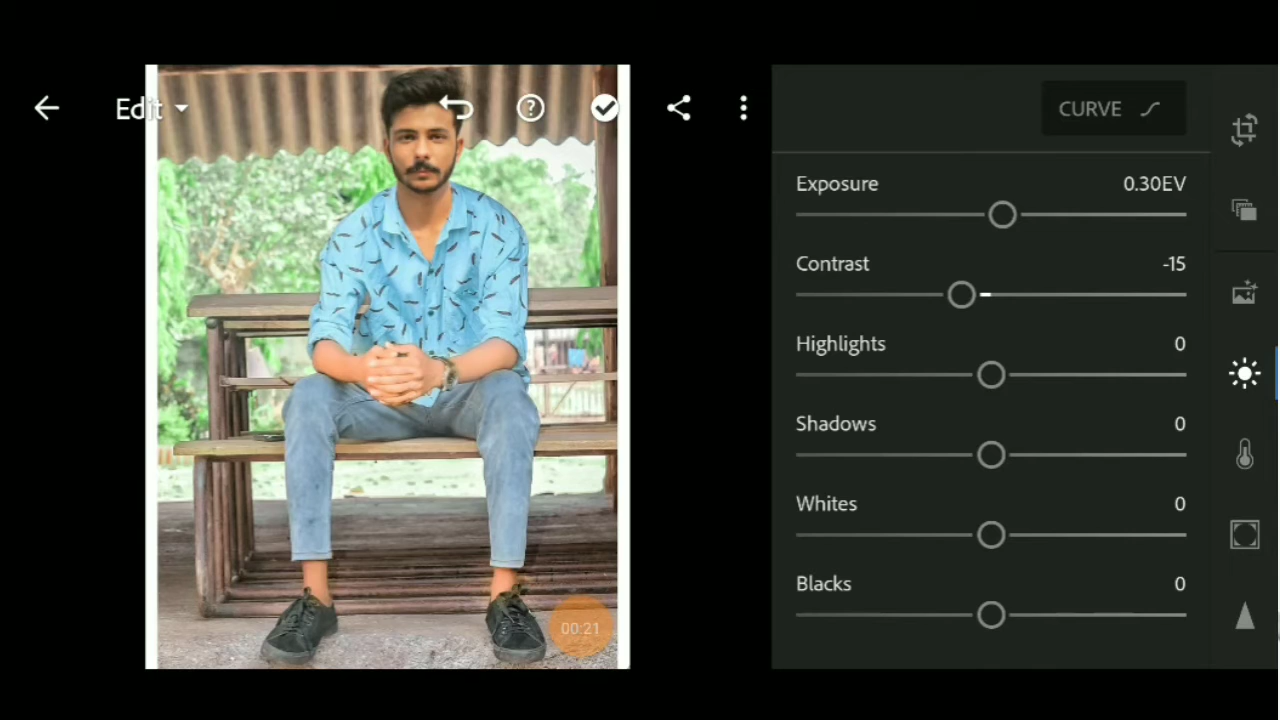 Edit
CURVE
Exposure 0.30EV
Contrast -15
Highlights 0
Shadows 0
Whites 0
Blacks 0
00:21